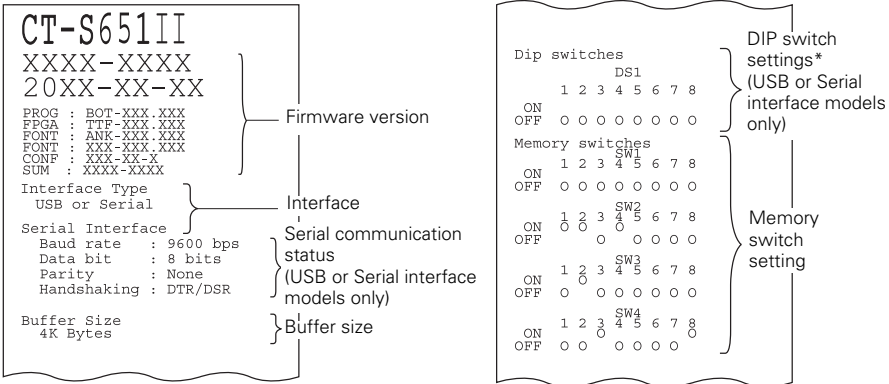 CT-S651II
XXXX-XXXX
20XX-XX-XX
PROG : BOT-XXX.XXX
FPGA : TTF-XXX.XXX
FONT : ANK-XXX.XXX
FONT : XXX-XXX.XXX
CONF : XXX-XX-X
SUM : XXXX-XXXX
Firmware version
Interface Type
USB or Serial
Interface
Serial Interface
Baud rate : 9600 bps
Data bit : 8 bits
Parity : None
Handshaking : DTR/DSR
Serial communication
status
(USB or Serial interface
models only)
Buffer Size
4K Bytes
Buffer size
Dip switches
DS1
1 2 3 4 5 6 7 8
ON
OFF O O O O O O O O
DIP switch
settings*
(USB or Serial
interface models
only)
Memory switches
SW1
1 2 3 4 5 6 7 8
ON
OFF O O O O O O O O
SW2
1 2 3 4 5 6 7 8
ON O O O
OFF O O O O O
SW3
1 2 3 4 5 6 7 8
ON O
OFF O O O O O O O
SW4
1 2 3 4 5 6 7 8
ON O O
OFF O O O O O O
Memory
switch
setting